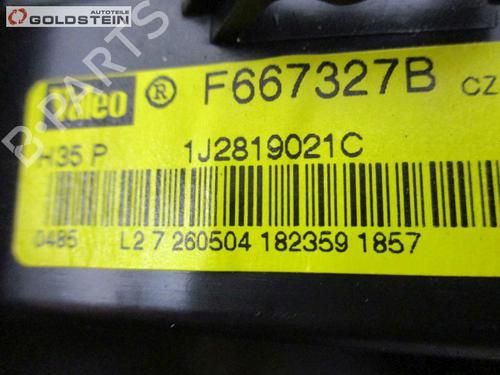 AUTOTEILE
GOLDSTEIN
B-PARTS
Valeo ® F667327B CZ
H35 P 1J2819021C
0485 L2 7 260504 182359 1857